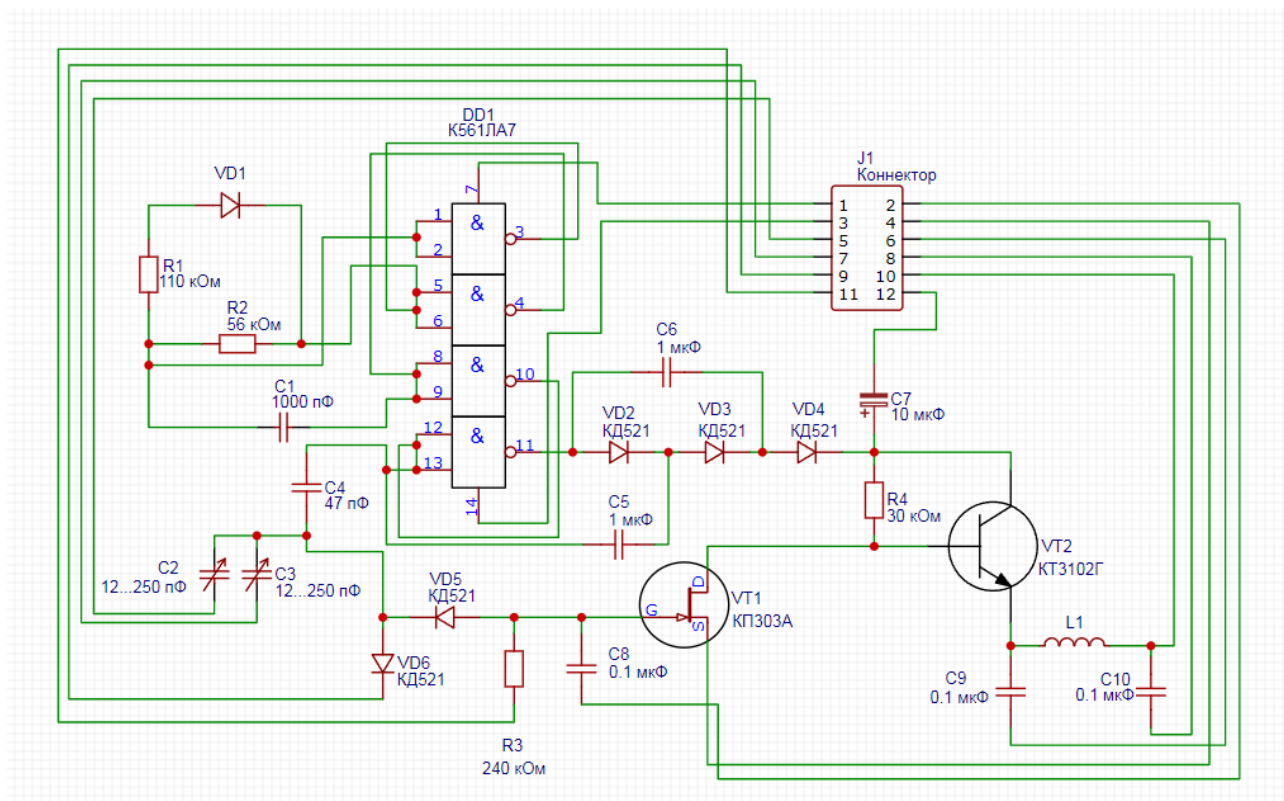 DD1
К561ЛА7
J1
Коннектор
VD1
7
1
&
3
2
R1
110 кОм
5
&
4
6
R2
56 кОм
8
&
10
9
C1
1000 пФ
12
&
11
13
14
1
2
3
4
5
6
7
8
9
10
11
12
C6
1 мкФ
C7
+
10 мкФ
VD2
КД521
VD3
КД521
VD4
КД521
C4
47 пФ
C5
1 мкФ
R4
30 кОм
C2
12...250 пФ
C3
12...250 пФ
VT2
КТ3102Г
VD5
КД521
G
D
S
VT1
КП303А
L1
VD6
КД521
C8
0.1 мкФ
C9
0.1 мкФ
C10
0.1 мкФ
R3
240 кОм